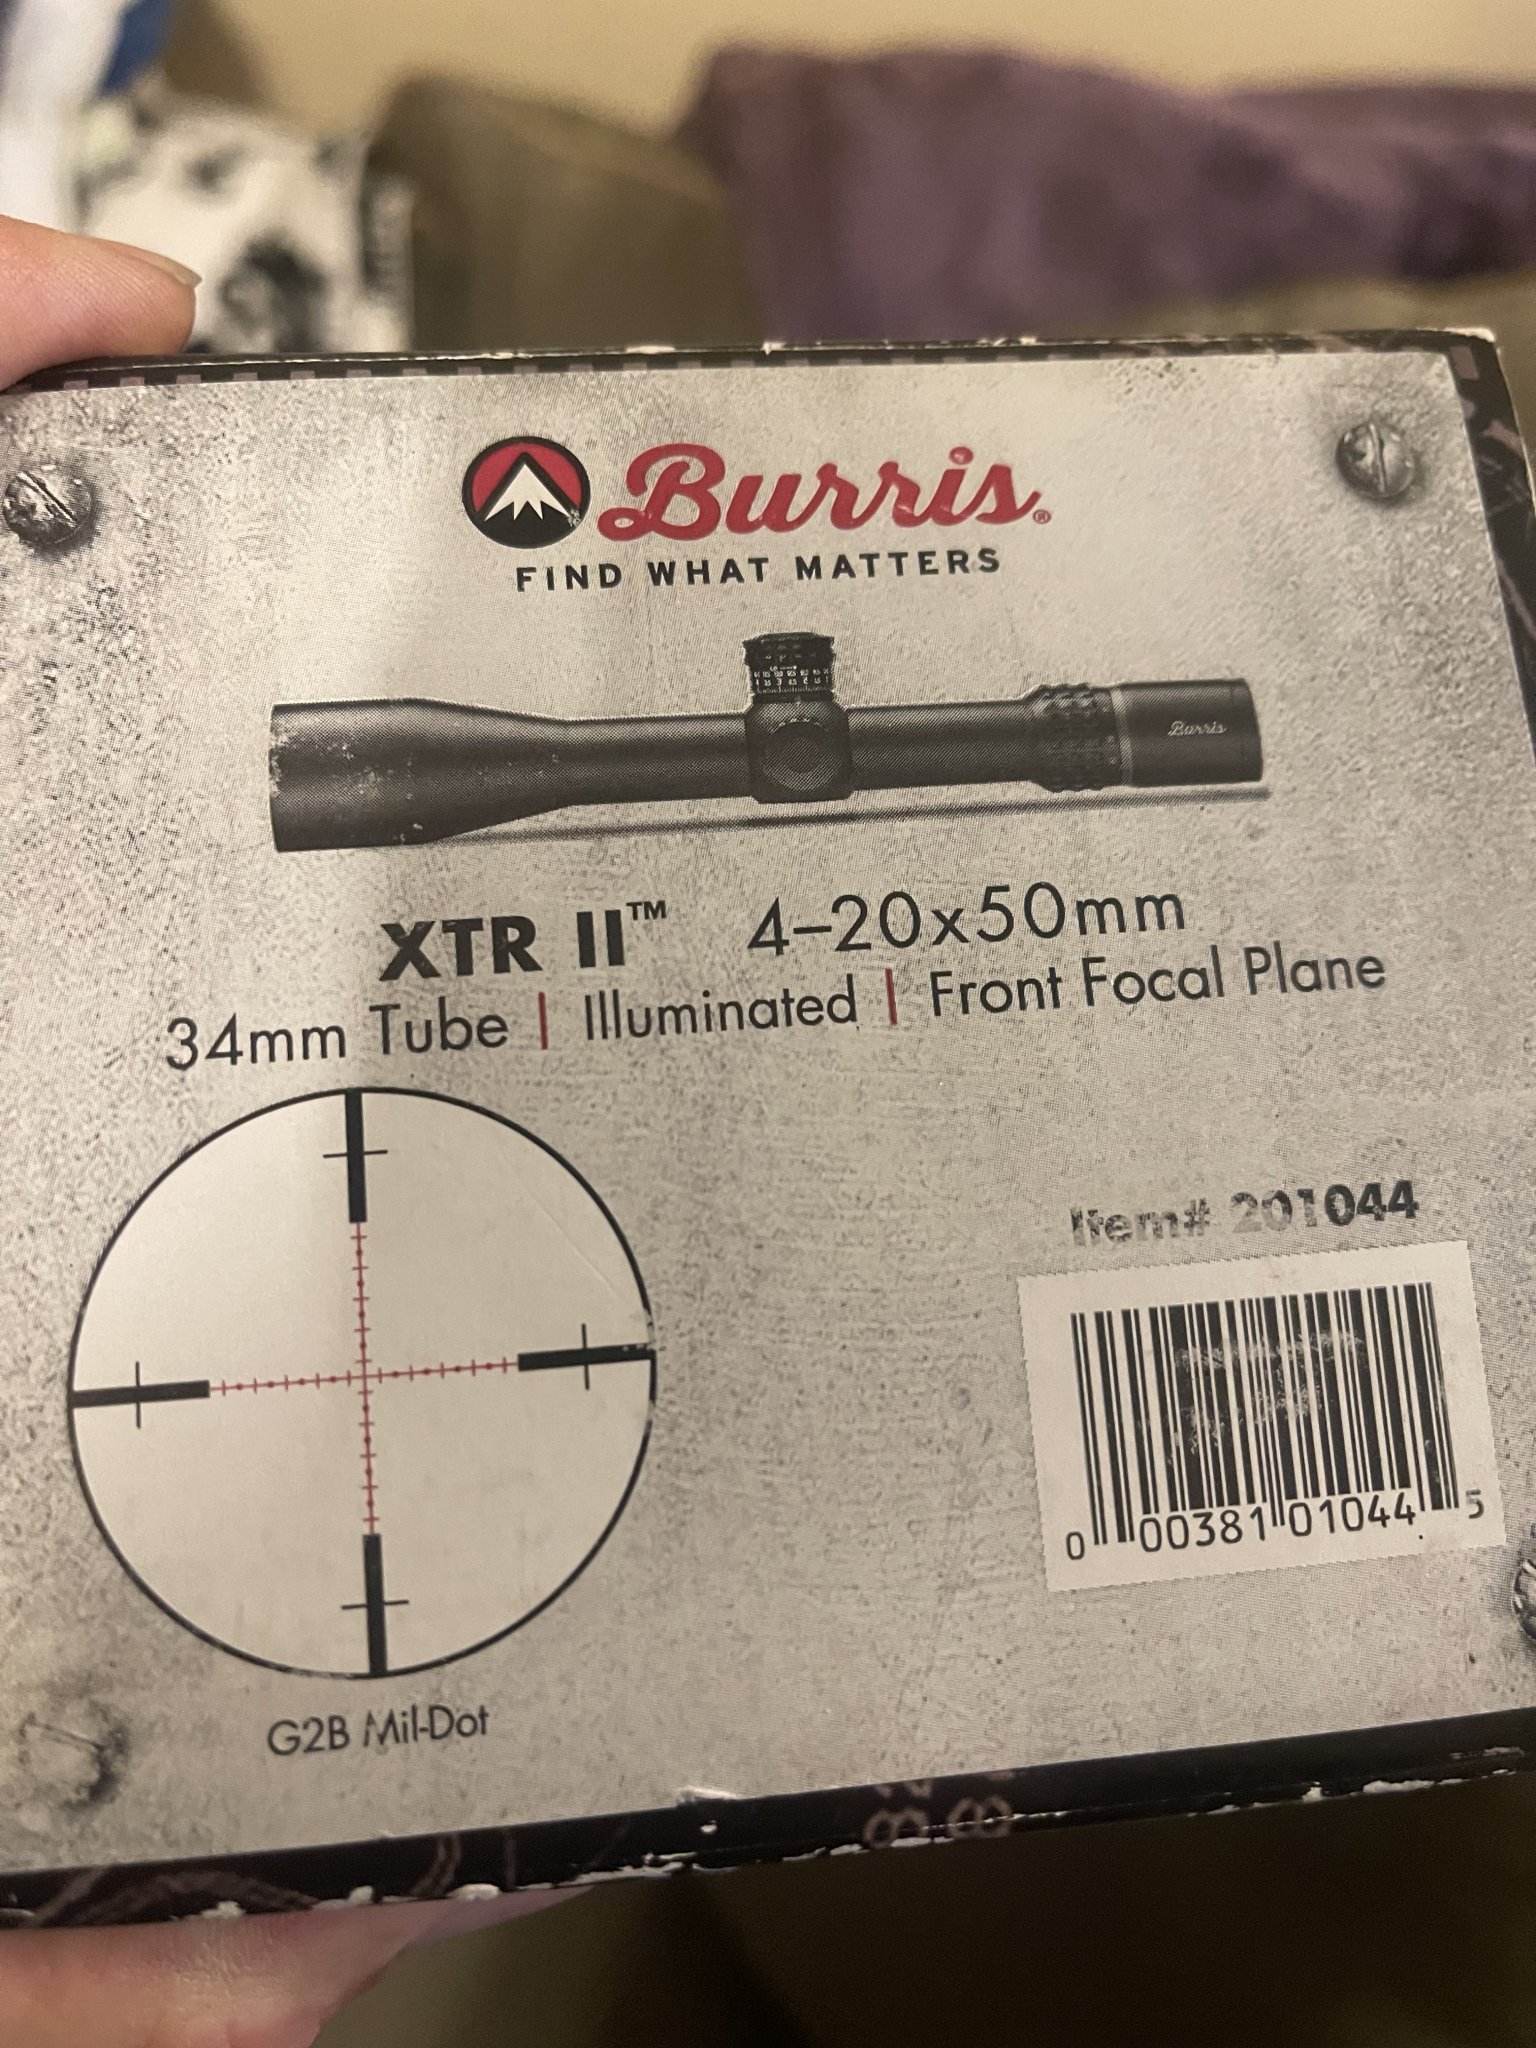 Burris®
FIND WHAT MATTERS
Burris
XTR II™ 4–20x50mm
34mm Tube | Illuminated | Front Focal Plane
Item# 201044
0 00381 01044 5
G2B Mil-Dot